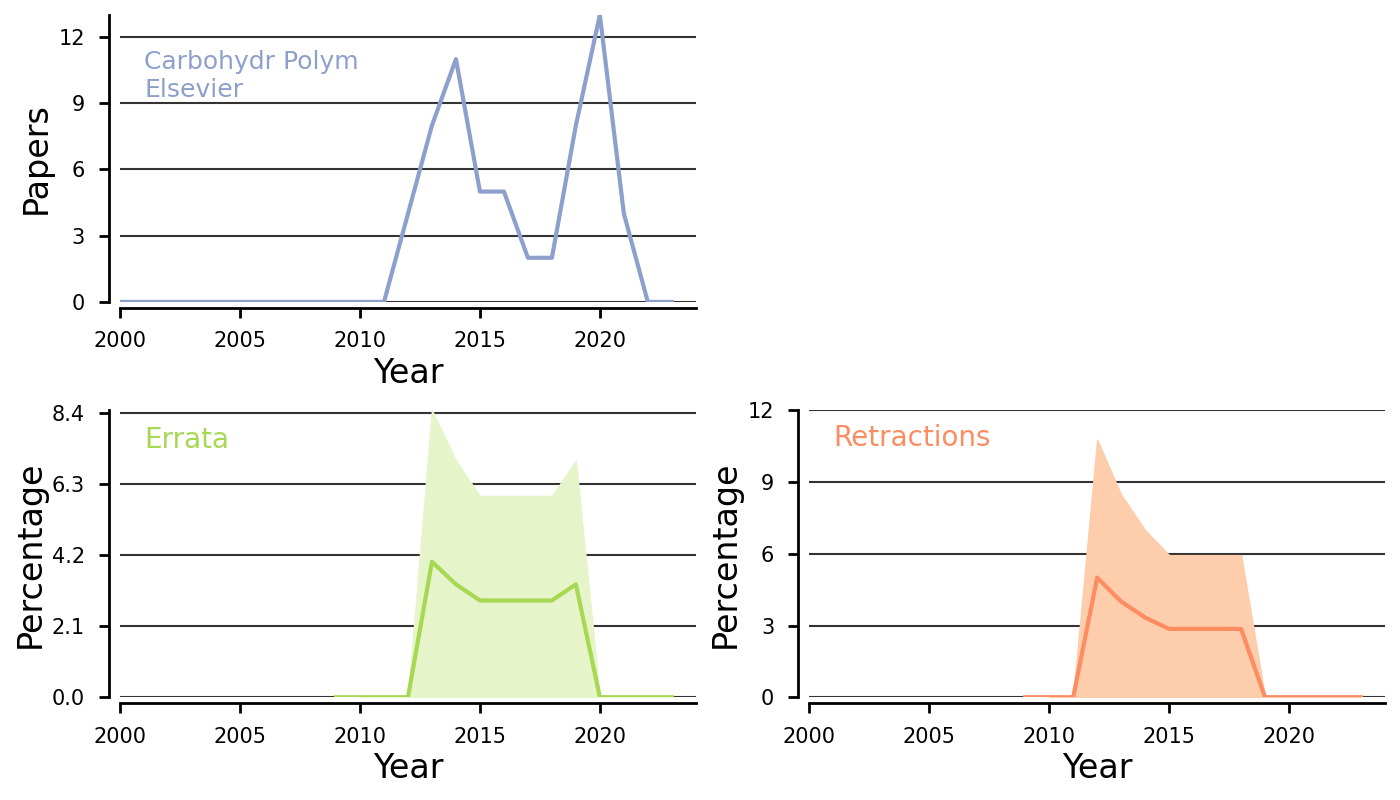 Papers
12
9
6
3
0
Carbohydr Polym
Elsevier
2000 2005 2010 2015 2020
Year
Percentage
8.4
6.3
4.2
2.1
0.0
Errata
2000 2005 2010 2015 2020
Year
Percentage
12
9
6
3
0
Retractions
2000 2005 2010 2015 2020
Year